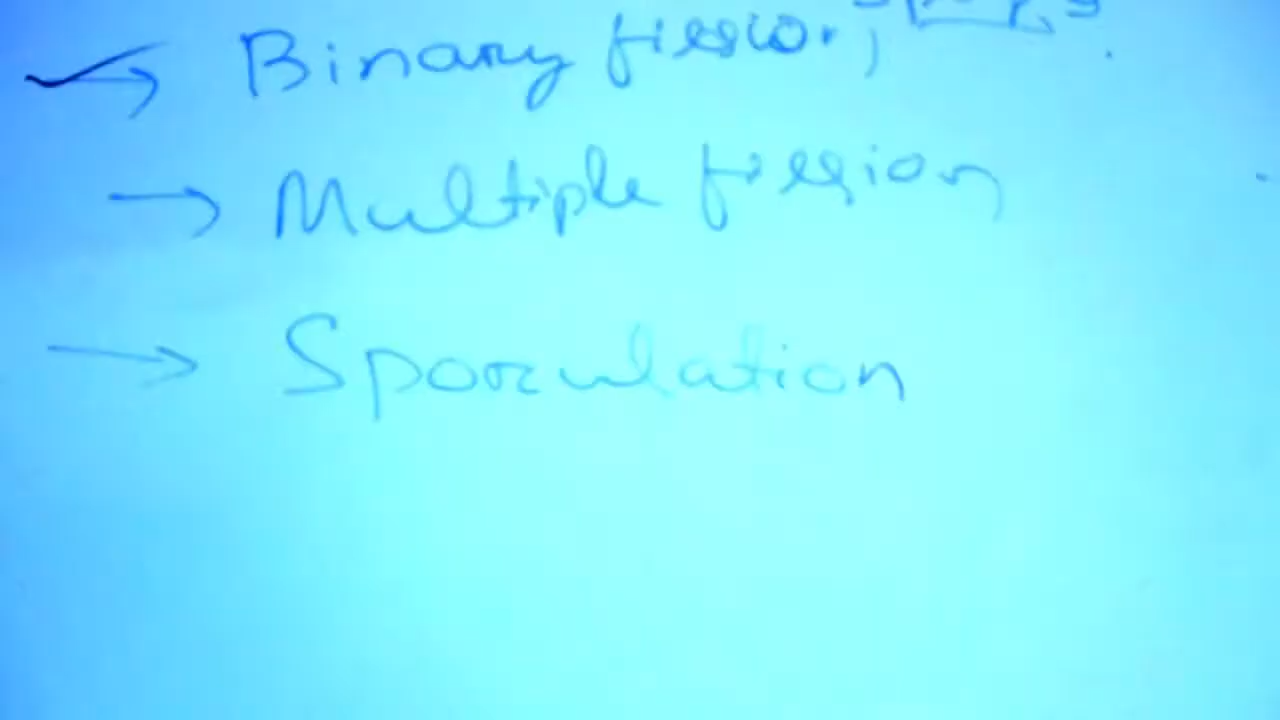 → Binary fission,
→ Multiple fission
→ Sporulation